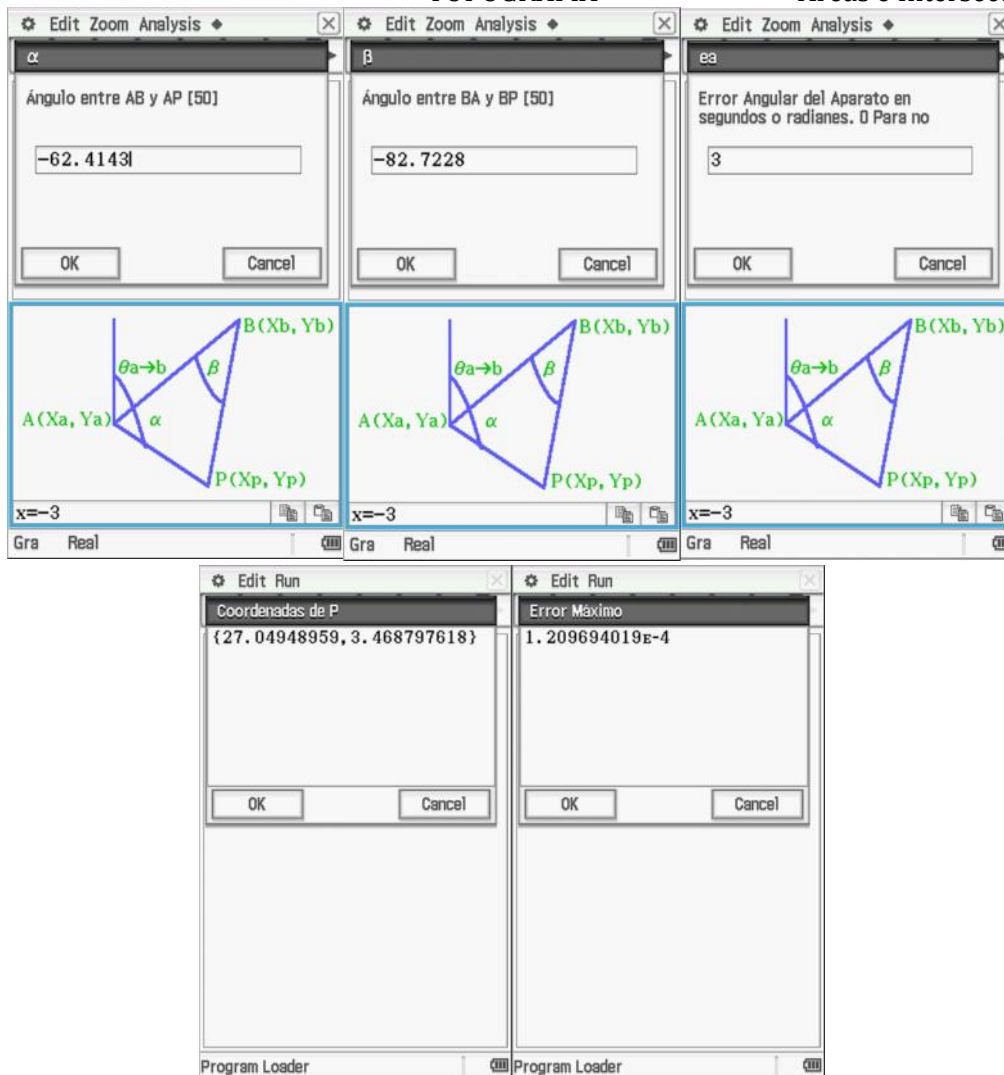 Edit Zoom Analysis ◆
α
Ángulo entre AB y AP [50]
-62.4143
OK Cancel
B(Xb, Yb)
θa→b
β
A(Xa, Ya)
α
P(Xp, Yp)
x=-3
Gra Real
Edit Zoom Analysis ◆
β
Ángulo entre BA y BP [50]
-82.7228
OK Cancel
B(Xb, Yb)
θa→b
β
A(Xa, Ya)
α
P(Xp, Yp)
x=-3
Gra Real
Edit Zoom Analysis ◆
ea
Error Angular del Aparato en
segundos o radianes. 0 Para no
3
OK Cancel
B(Xb, Yb)
θa→b
β
A(Xa, Ya)
α
P(Xp, Yp)
x=-3
Gra Real
Edit Run
Coordenadas de P
{27.04948959,3.468797618}
OK Cancel
Program Loader
Edit Run
Error Máximo
1.209694019E-4
OK Cancel
Program Loader